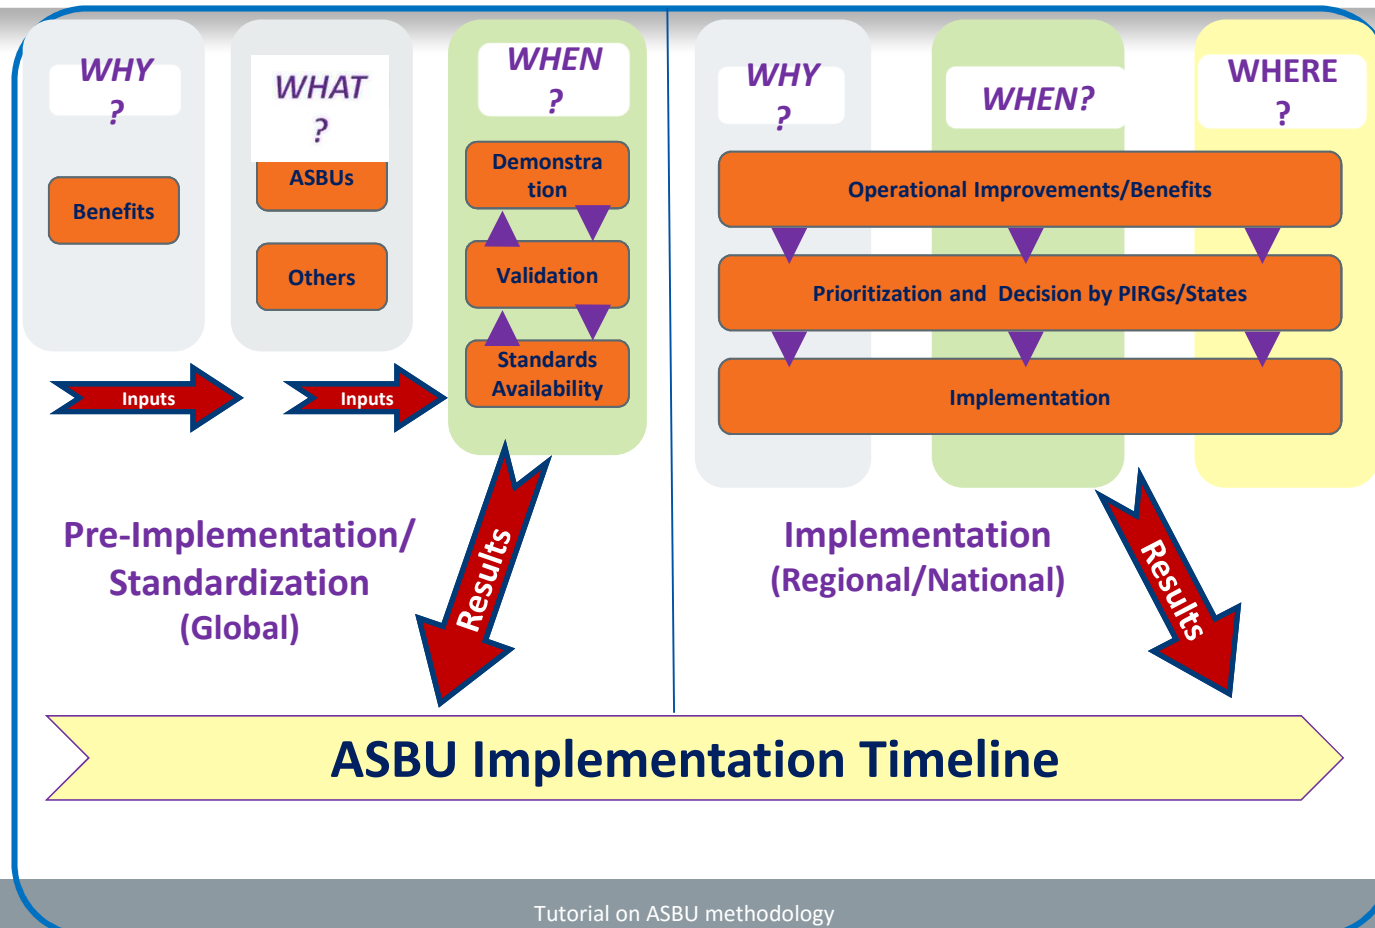 WHY
?
Benefits
WHAT
?
ASBUs
Others
WHEN
?
Demonstra
tion
Validation
Standards
Availability
Inputs
Inputs
Results
Pre-Implementation/
Standardization
(Global)
WHY
?
WHEN?
WHERE
?
Operational Improvements/Benefits
Prioritization and  Decision by PIRGs/States
Implementation
Implementation
(Regional/National)
Results
ASBU Implementation Timeline
Tutorial on ASBU methodology